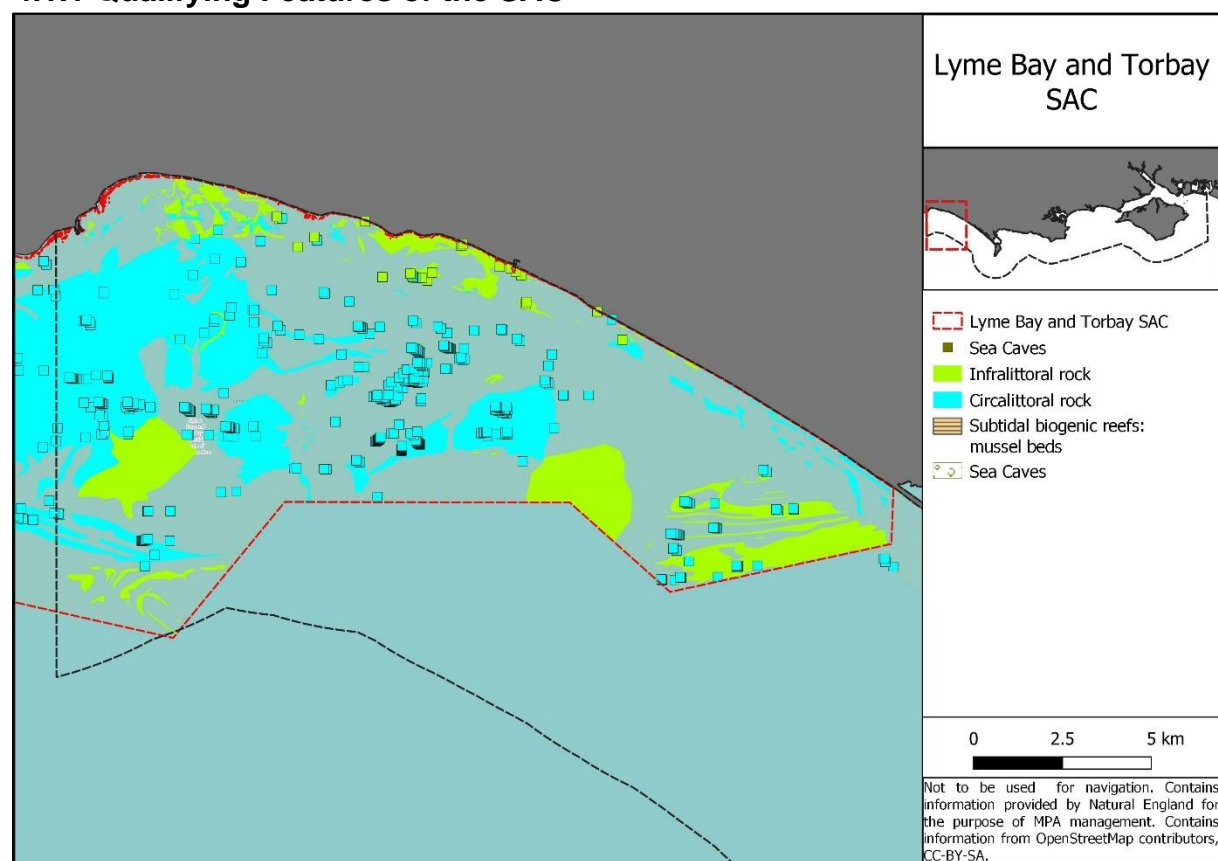 Lyme Bay and Torbay
SAC
Lyme Bay and Torbay SAC
Sea Caves
Infralittoral rock
Circalittoral rock
Subtidal biogenic reefs:
mussel beds
Sea Caves
0 2.5 5 km
Not to be used for navigation. Contains
information provided by Natural England for
the purpose of MPA management. Contains
information from OpenStreetMap contributors,
CC-BY-SA.